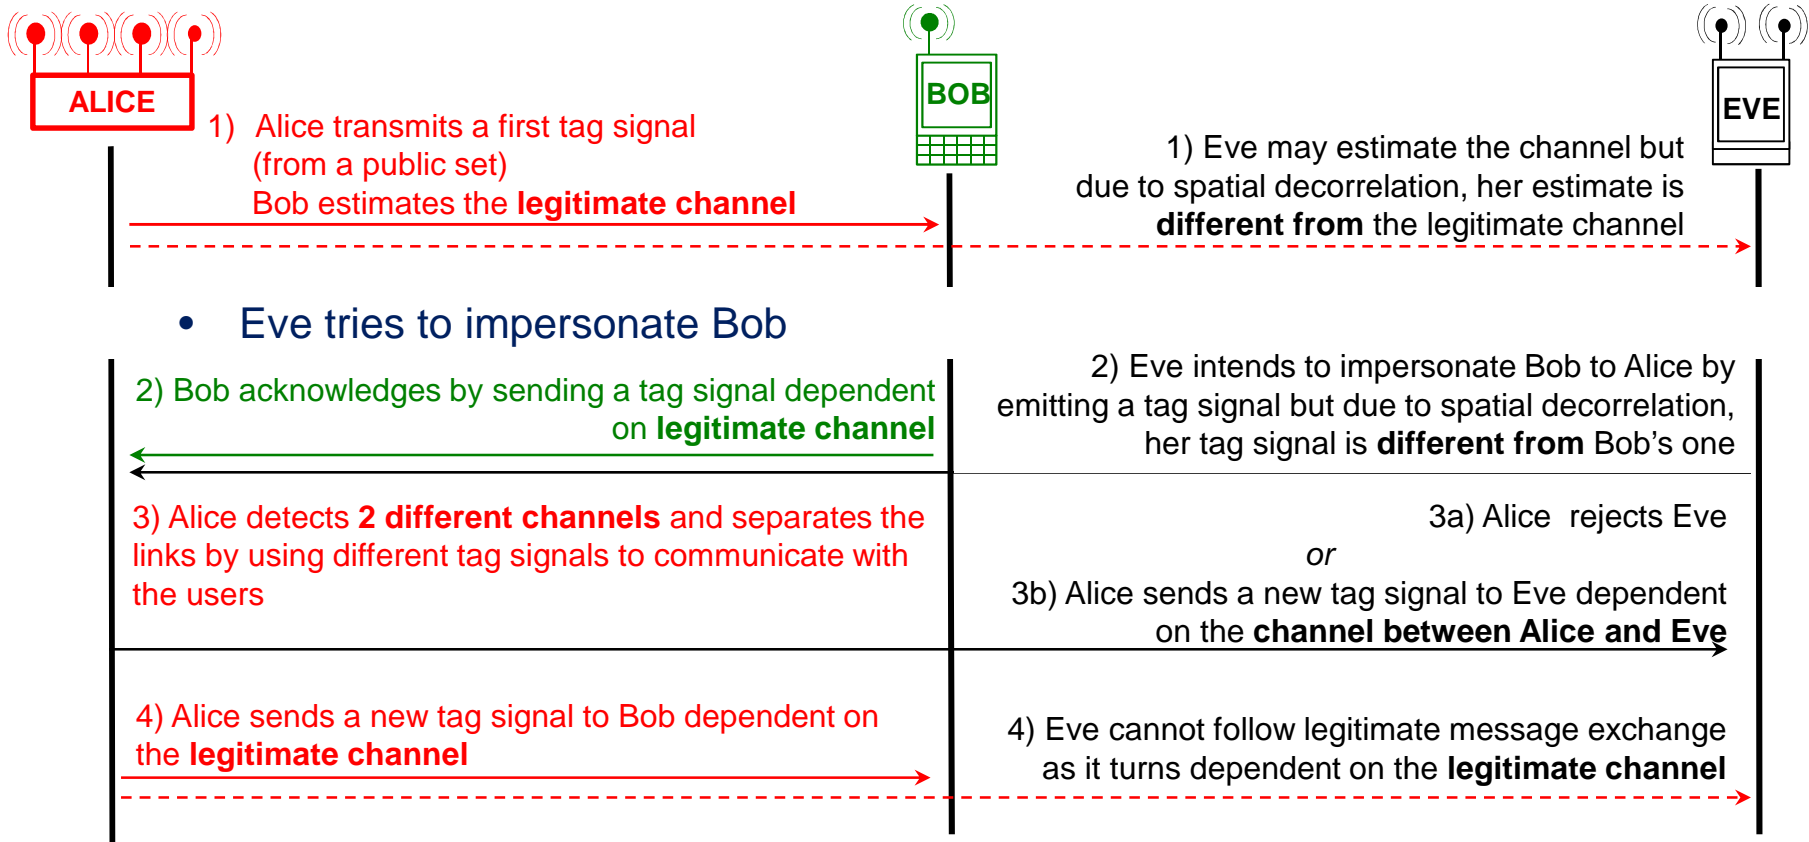 ALICE
BOB
EVE
1) Alice transmits a first tag signal
(from a public set)
Bob estimates the legitimate channel
1) Eve may estimate the channel but
due to spatial decorrelation, her estimate is
different from the legitimate channel
• Eve tries to impersonate Bob
2) Bob acknowledges by sending a tag signal dependent
on legitimate channel
2) Eve intends to impersonate Bob to Alice by
emitting a tag signal but due to spatial decorrelation,
her tag signal is different from Bob’s one
3) Alice detects 2 different channels and separates the
links by using different tag signals to communicate with
the users
3a) Alice rejects Eve
or
3b) Alice sends a new tag signal to Eve dependent
on the channel between Alice and Eve
4) Alice sends a new tag signal to Bob dependent on
the legitimate channel
4) Eve cannot follow legitimate message exchange
as it turns dependent on the legitimate channel